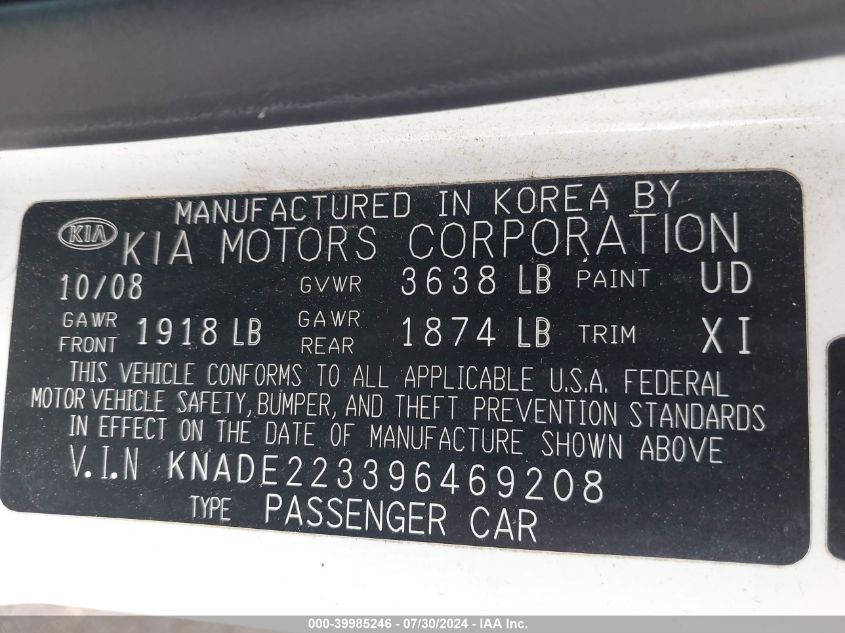 MANUFACTURED IN KOREA BY
KIA KIA MOTORS CORPORATION
10/08 GVWR 3638 LB PAINT UD
GAWR FRONT 1918 LB GAWR REAR 1874 LB TRIM XI
THIS VEHICLE CONFORMS TO ALL APPLICABLE U.S.A. FEDERAL
MOTOR VEHICLE SAFETY, BUMPER, AND THEFT PREVENTION STANDARDS
IN EFFECT ON THE DATE OF MANUFACTURE SHOWN ABOVE
V.I.N KNADE223396469208
TYPE PASSENGER CAR
000-39985246 - 07/30/2024 - IAA Inc.